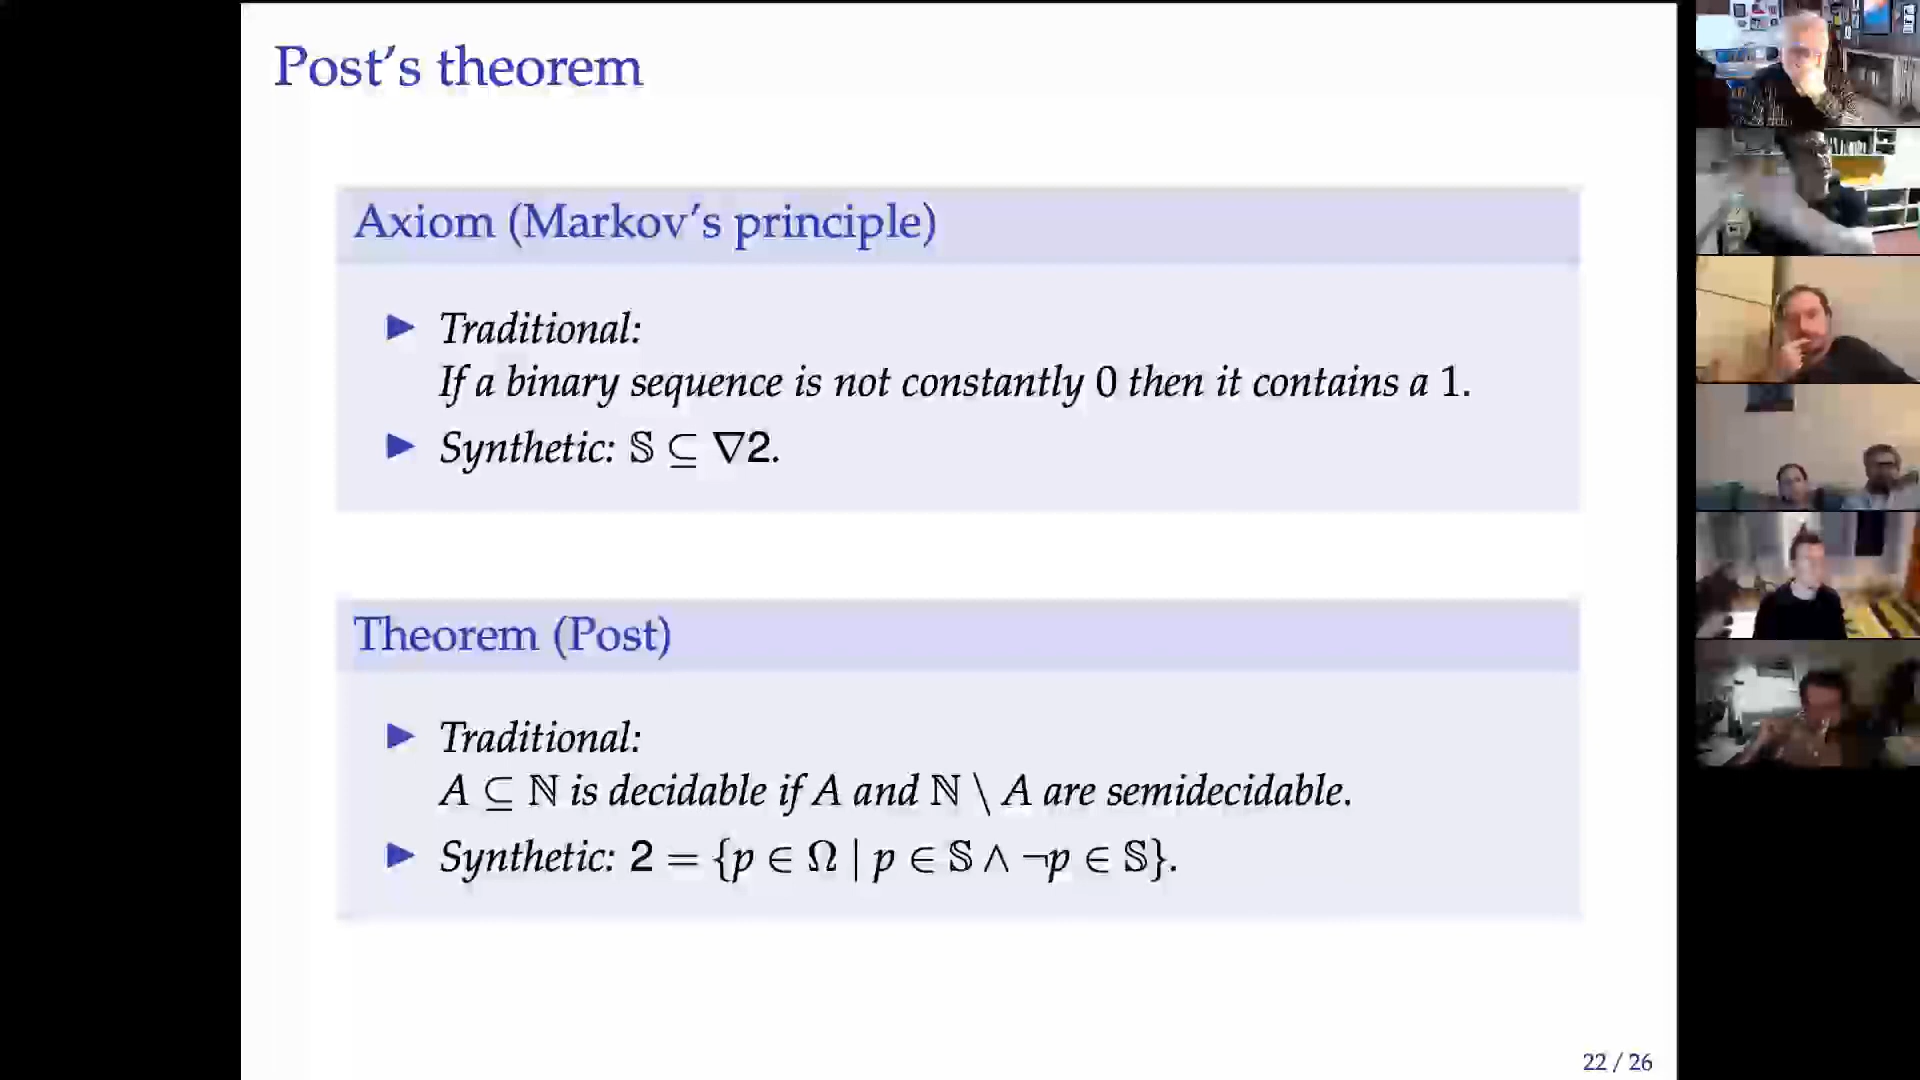 Post’s theorem
Axiom (Markov’s principle)
▶ Traditional:
If a binary sequence is not constantly 0 then it contains a 1.
▶ Synthetic: 𝕊 ⊆ ∇2.
Theorem (Post)
▶ Traditional:
A ⊆ ℕ is decidable if A and ℕ \ A are semidecidable.
▶ Synthetic: 2 = {p ∈ Ω | p ∈ 𝕊 ∧ ¬p ∈ 𝕊}.
22 / 26